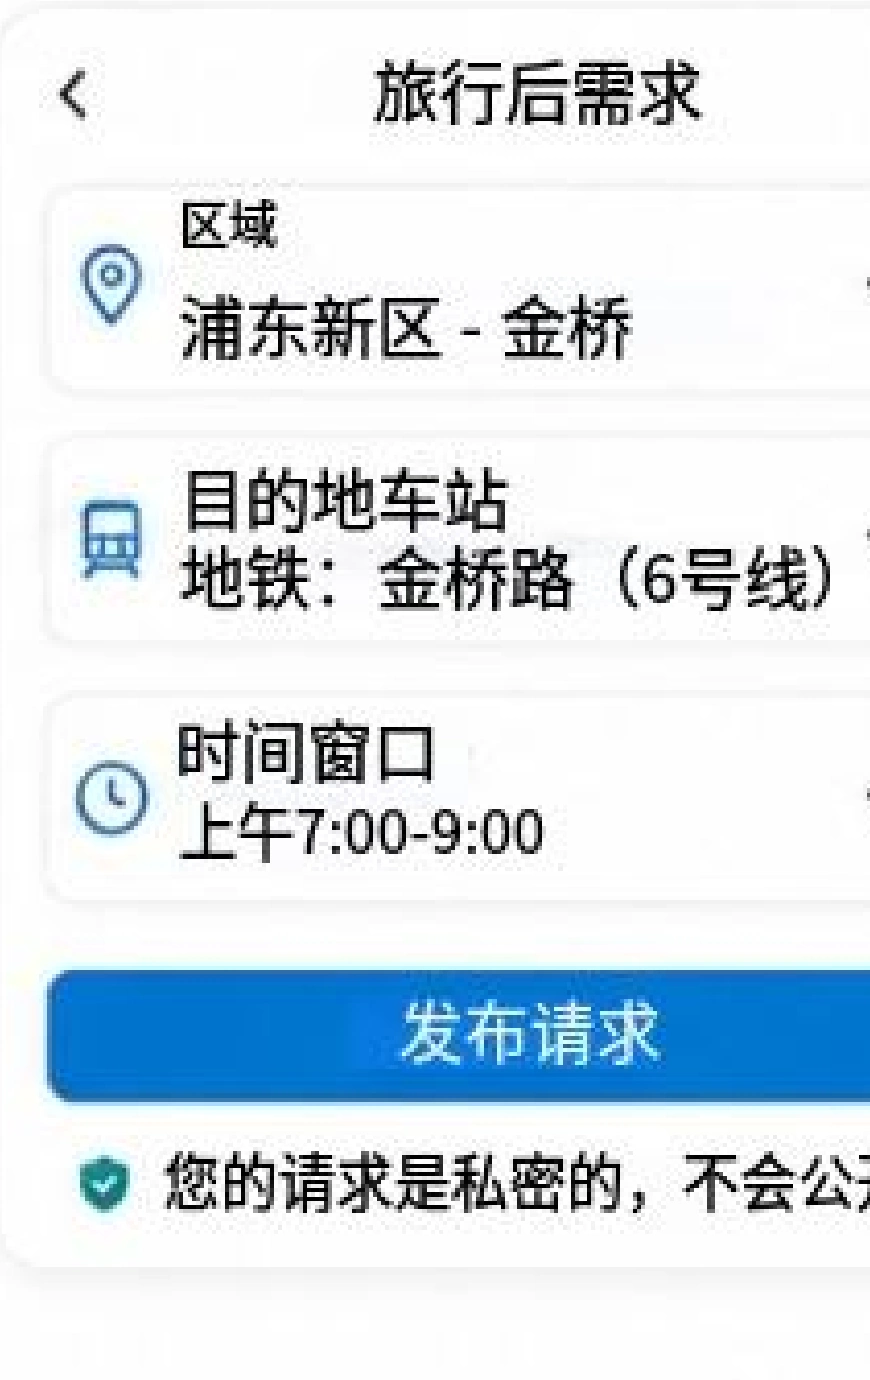 旅行后需求
区域
浦东新区 - 金桥
目的地车站
地铁：金桥路（6号线）
时间窗口
上午7:00-9:00
发布请求
您的请求是私密的，不会公